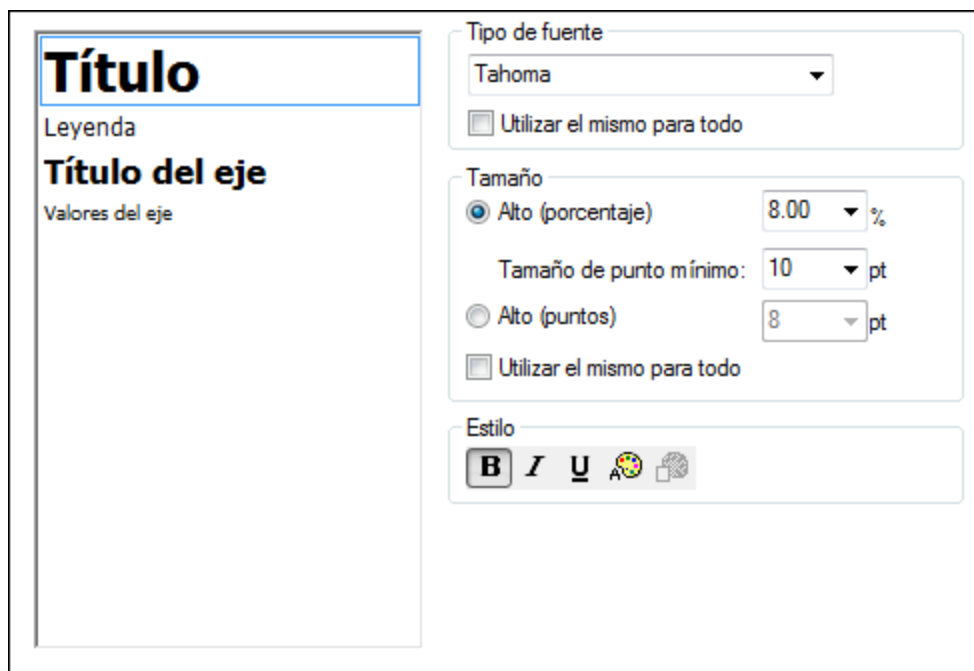 Título
Leyenda
Título del eje
Valores del eje
Tipo de fuente
Tahoma
Utilizar el mismo para todo
Tamaño
Alto (porcentaje) 8.00 %
Tamaño de punto mínimo: 10 pt
Alto (puntos) 8 pt
Utilizar el mismo para todo
Estilo
B I U A